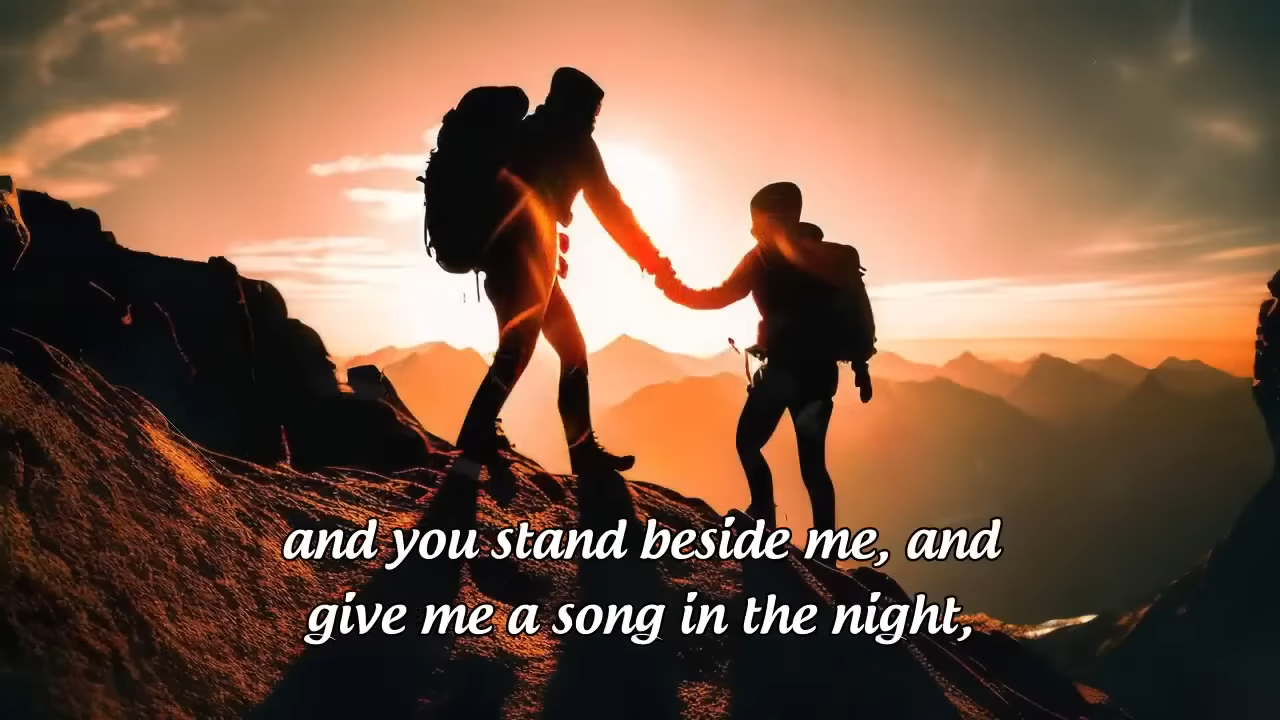 and you stand beside me, and
give me a song in the night,